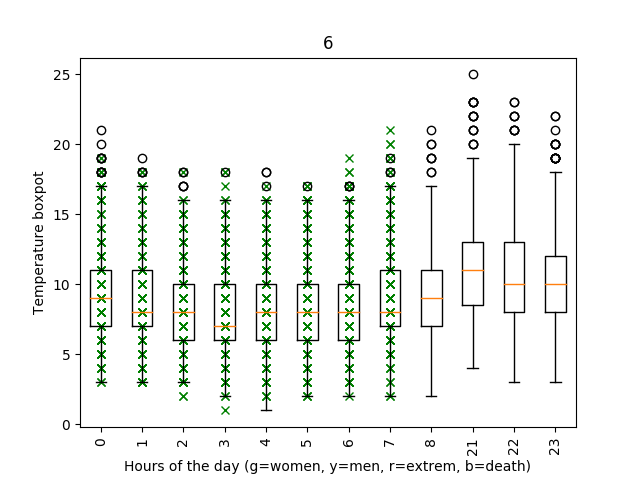 6
25
20
15
10
5
0
Temperature boxpot
0 1 2 3 4 5 6 7 8 21 22 23
Hours of the day (g=women, y=men, r=extrem, b=death)